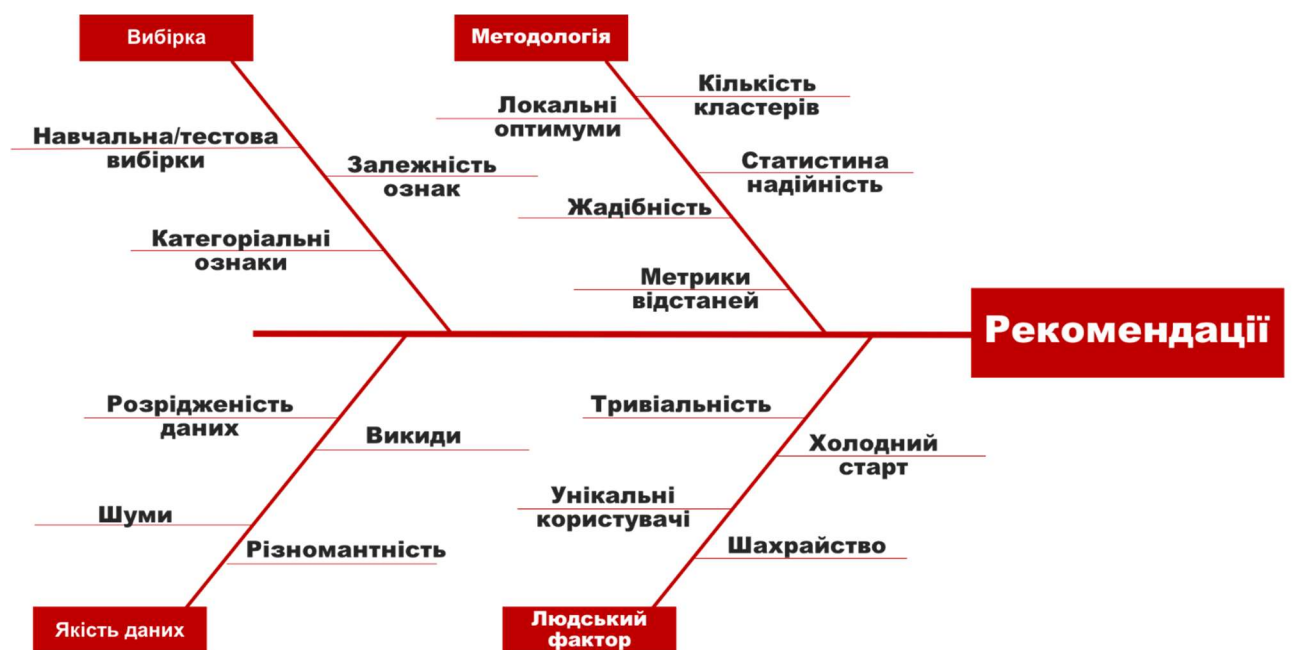 Вибірка
Методологія
Кількість
кластерів
Локальні
оптимуми
Навчальна/тестова
вибірки
Залежність
ознак
Статистина
надійність
Жадібність
Категоріальні
ознаки
Метрики
відстаней
Рекомендації
Розрідженість
даних
Викиди
Тривіальність
Холодний
старт
Шуми
Унікальні
користувачі
Різномантність
Шахрайство
Якість даних
Людський
фактор